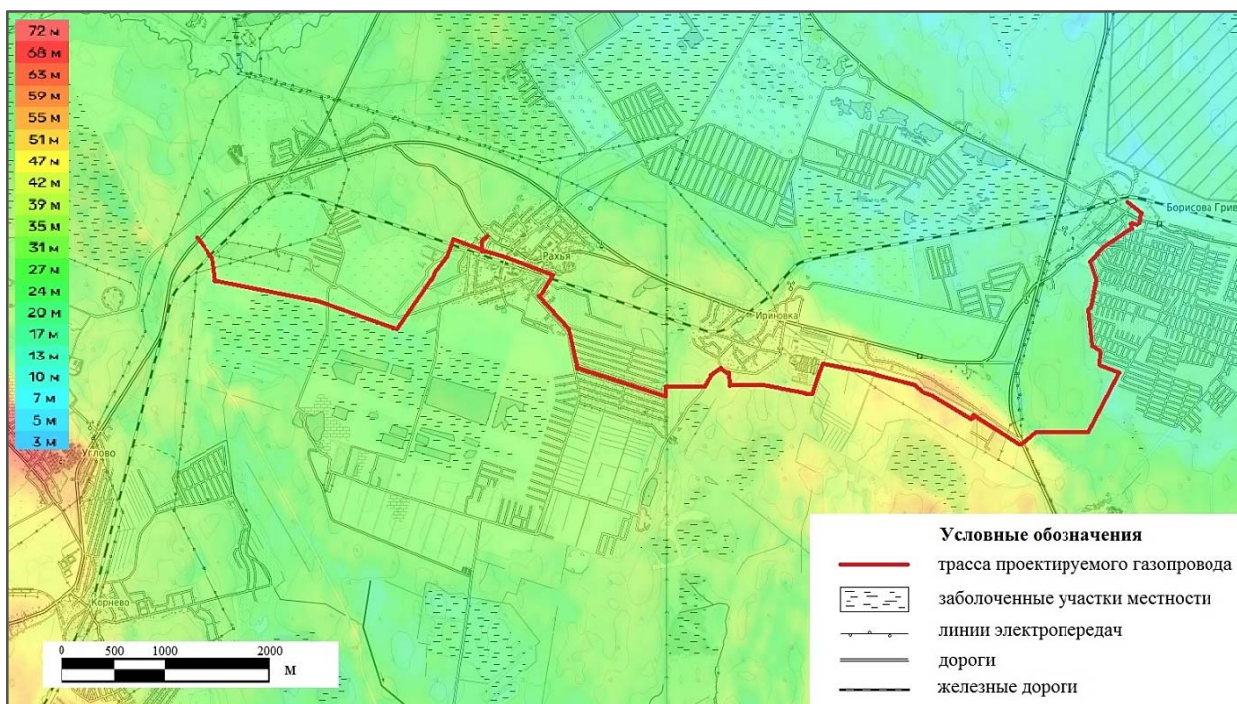 72 м
68 м
63 м
59 м
55 м
51 м
47 м
42 м
39 м
35 м
31 м
27 м
24 м
20 м
17 м
13 м
10 м
7 м
5 м
3 м
Борисова Грив
Рахья
Ириновка
Углово
Корнево
Условные обозначения
трасса проектируемого газопровода
заболоченные участки местности
линии электропередач
дороги
железные дороги
0 500 1000 2000
м